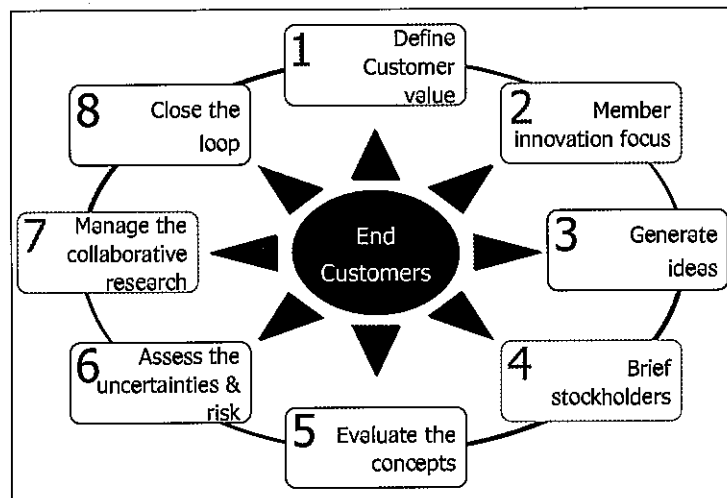 1 Define
Customer
value
2 Member
innovation focus
3 Generate
ideas
4 Brief
stockholders
5 Evaluate the
concepts
6 Assess the
uncertainties &
risk
7 Manage the
collaborative
research
8 Close the
loop
End
Customers